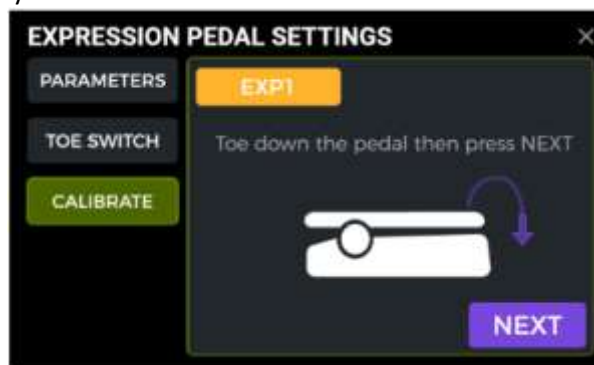 EXPRESSION PEDAL SETTINGS
PARAMETERS
EXP1
TOE SWITCH
Toe down the pedal then press NEXT
CALIBRATE
NEXT